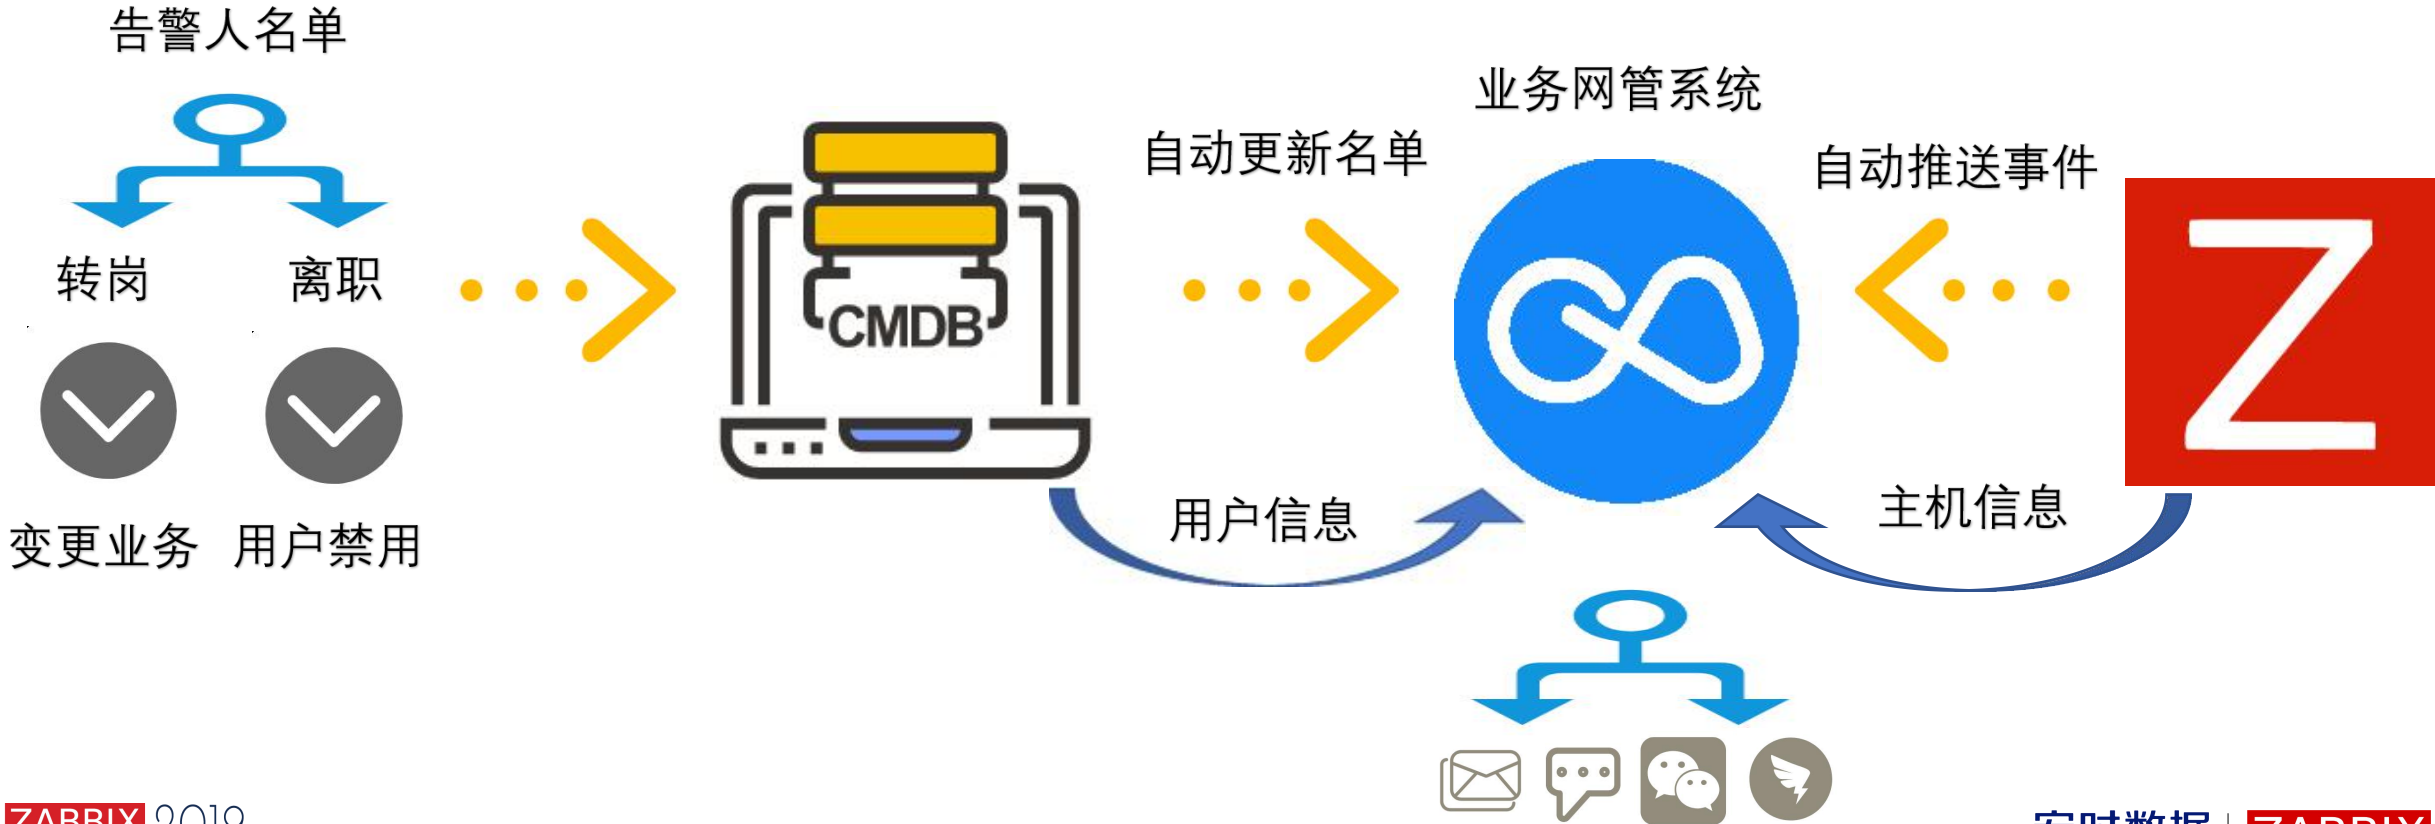 告警人名单
业务网管系统
自动更新名单
自动推送事件
转岗
离职
CMDB
Z
用户信息
主机信息
变更业务
用户禁用
ZABBIX 2019
ZABBIX